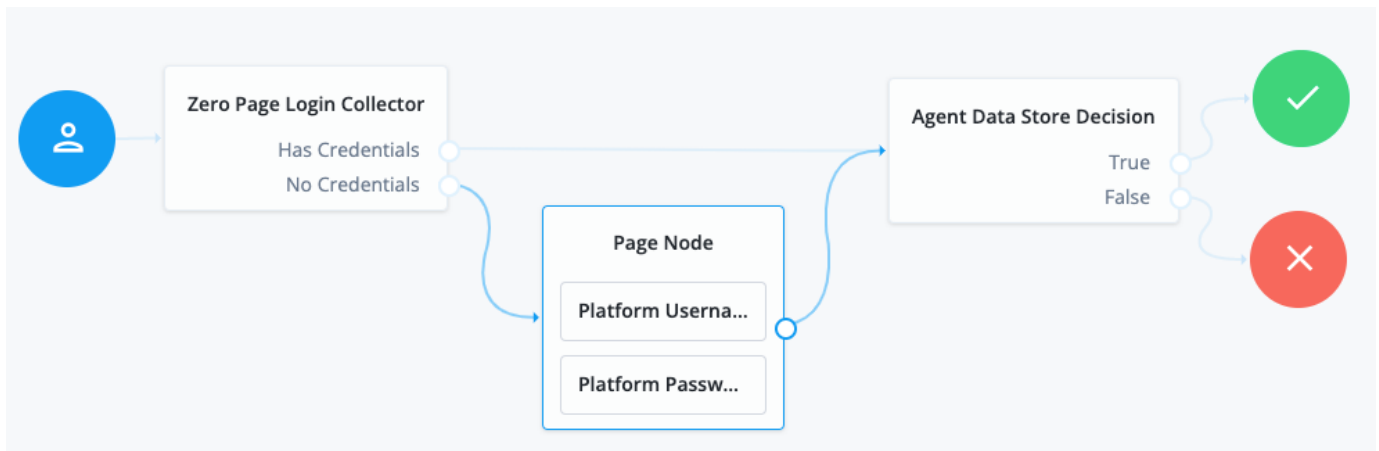 Zero Page Login Collector
Has Credentials
No Credentials
Page Node
Platform Userna...
Platform Passw...
Agent Data Store Decision
True
False